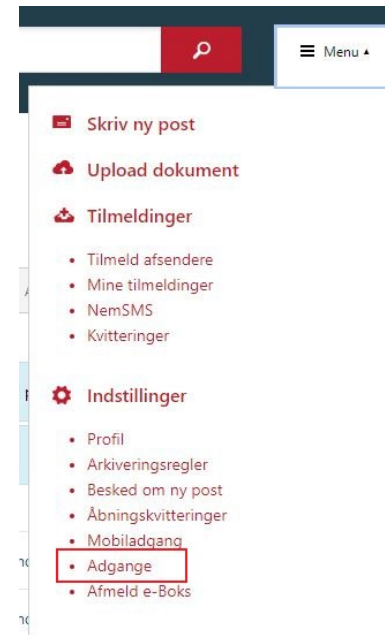 Menu
Skriv ny post
Upload dokument
Tilmeldinger
Tilmeld afsendere
Mine tilmeldinger
NemSMS
Kvitteringer
Indstillinger
Profil
Arkiveringsregler
Besked om ny post
Åbningskvitteringer
Mobiladgang
Adgange
Afmeld e-Boks